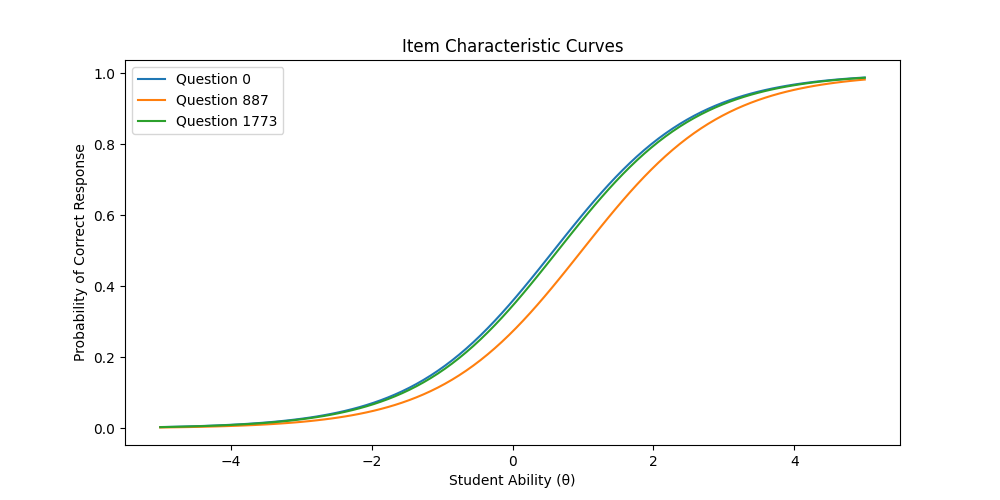 Item Characteristic Curves
Question 0
Question 887
Question 1773
Probability of Correct Response
1.0
0.8
0.6
0.4
0.2
0.0
−4
−2
0
2
4
Student Ability (θ)